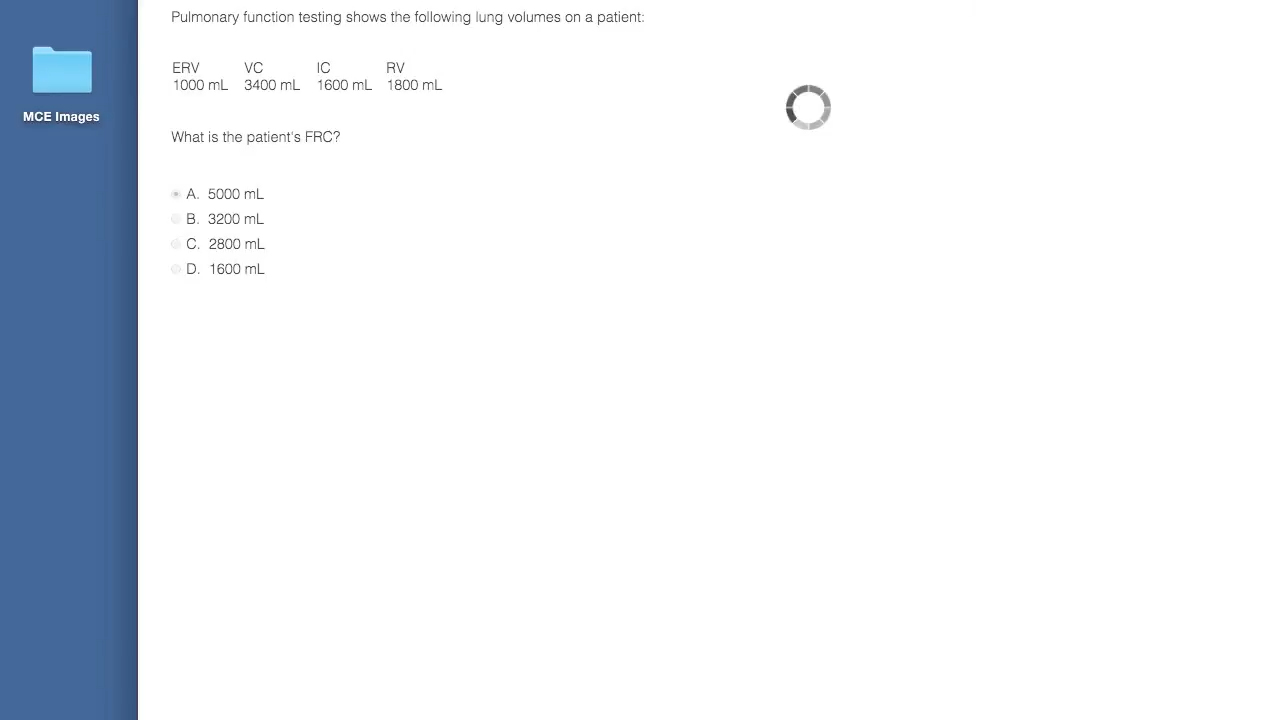 Pulmonary function testing shows the following lung volumes on a patient:
ERV VC IC RV
1000 mL 3400 mL 1600 mL 1800 mL
MCE Images
What is the patient's FRC?
A. 5000 mL
B. 3200 mL
C. 2800 mL
D. 1600 mL